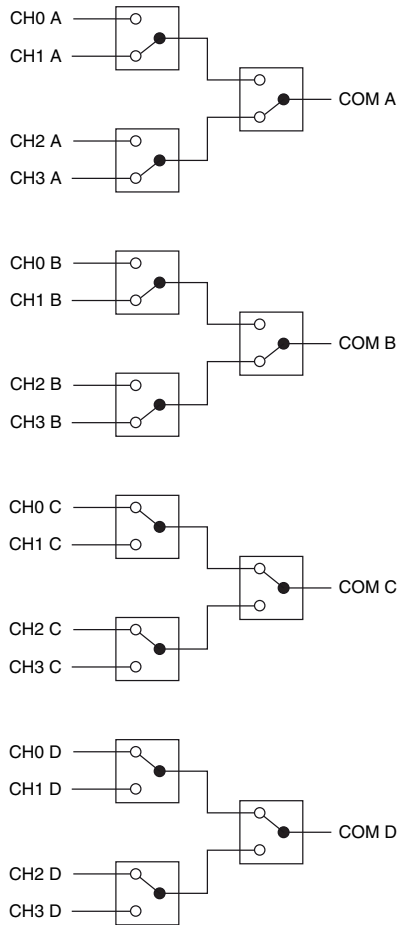 CH0 A
CH1 A
COM A
CH2 A
CH3 A
CH0 B
CH1 B
COM B
CH2 B
CH3 B
CH0 C
CH1 C
COM C
CH2 C
CH3 C
CH0 D
CH1 D
COM D
CH2 D
CH3 D